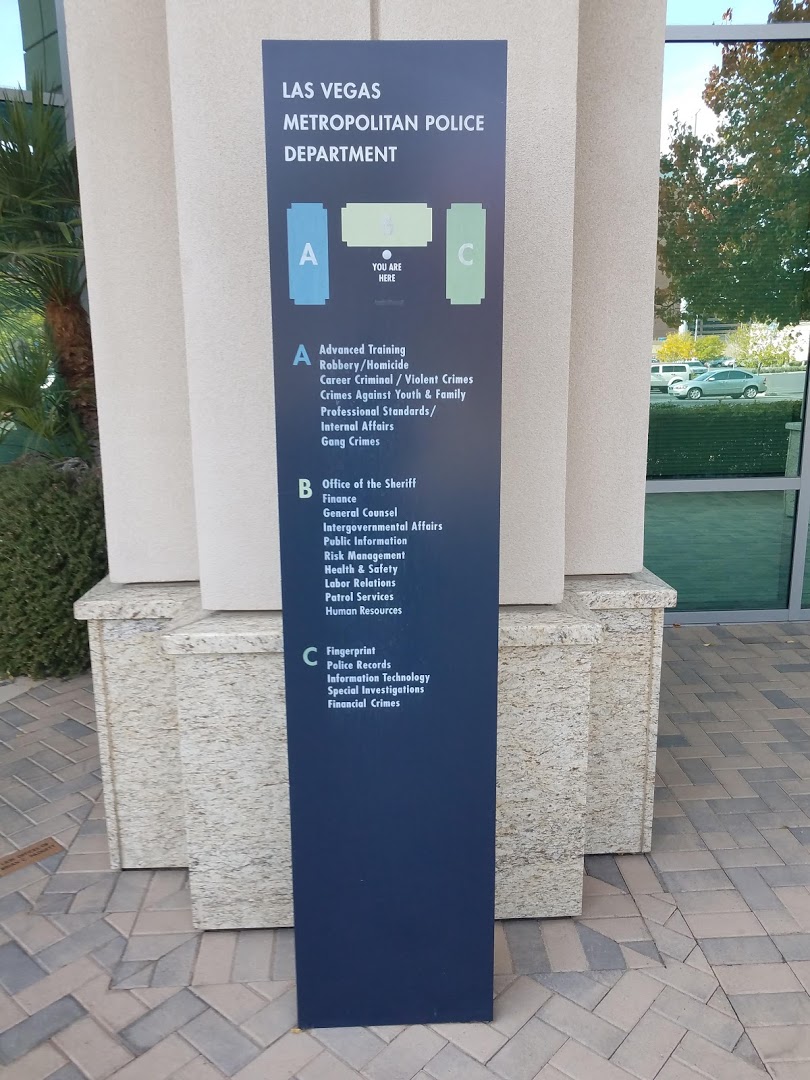 LAS VEGAS
METROPOLITAN POLICE
DEPARTMENT
A
C
YOU ARE
HERE
A Advanced Training
Robbery/Homicide
Career Criminal / Violent Crimes
Crimes Against Youth & Family
Professional Standards/
Internal Affairs
Gang Crimes
B Office of the Sheriff
Finance
General Counsel
Intergovernmental Affairs
Public Information
Risk Management
Health & Safety
Labor Relations
Patrol Services
Human Resources
C Fingerprint
Police Records
Information Technology
Special Investigations
Financial Crimes